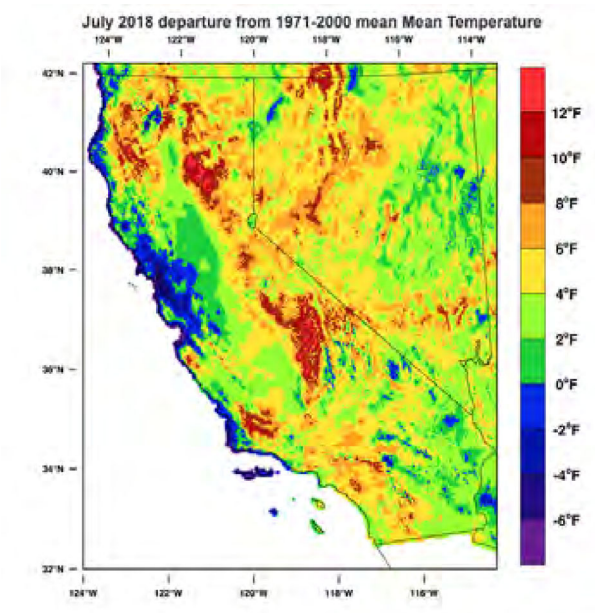 July 2018 departure from 1971-2000 mean Mean Temperature
124°W 122°W 120°W 118°W 116°W 114°W
42°N
40°N
38°N
36°N
34°N
32°N
124°W 122°W 120°W 118°W 116°W
12°F
10°F
8°F
6°F
4°F
2°F
0°F
-2°F
-4°F
-6°F